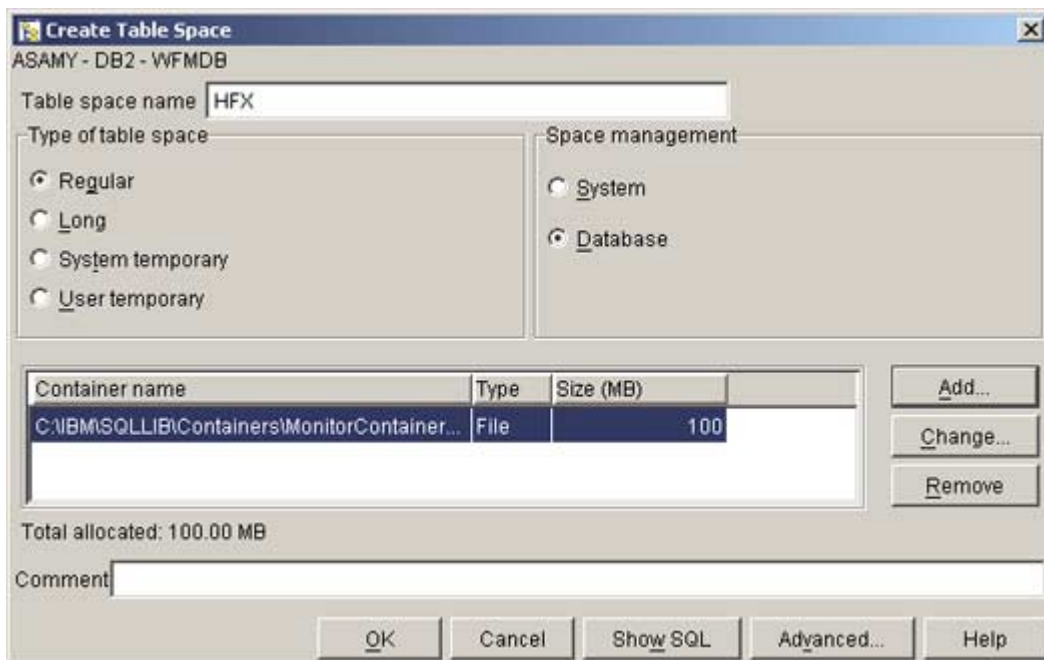 Create Table Space
ASAMY - DB2 - WFMDB
Table space name HFX
Type of table space
Regular
Long
System temporary
User temporary
Space management
System
Database
Container name Type Size (MB)
C:\IBM\SQLLIB\Containers\MonitorContainer... File 100
Add...
Change...
Remove
Total allocated: 100.00 MB
Comment
OK Cancel Show SQL Advanced... Help